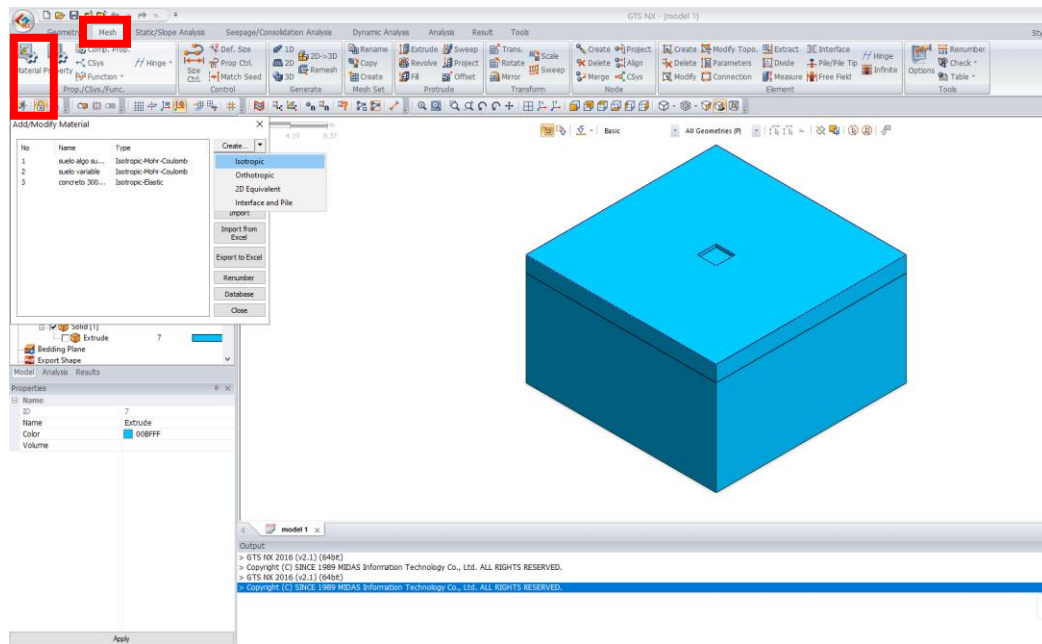 GTS NX - [model 1]
Geometry Mesh Static/Slope Analysis Seepage/Consolidation Analysis Dynamic Analysis Analysis Result Tools
Material Property Comp. Prop. CSys Function Hinge
Prop./CSys./Func.
Size Ctrl. Def. Size Prop Ctrl. Match Seed
Control
1D 2D 3D 2D->3D Remesh
Generate
Rename Copy Create
Mesh Set
Extrude Sweep Revolve Project Fill Offset
Protrude
Trans. Rotate Mirror Scale Sweep
Transform
Create Project Delete Align Merge CSys
Node
Create Modify Topo. Extract Interface Delete Parameters Divide Pile/Pile Tip Modify Connection Measure Free Field Hinge Infinite
Element
Options Renumber Check Table
Tools
Add/Modify Material
No Name Type
1 suelo algo su... Isotropic-Mohr-Coulomb
2 suelo variable Isotropic-Mohr-Coulomb
3 concreto 300... Isotropic-Elastic
Create...
Isotropic
Orthotropic
2D Equivalent
Interface and Pile
Import
Import from Excel
Export to Excel
Renumber
Database
Close
4.19 8.37
Basic
All Geometries (P)
Solid [1]
Extrude 7
Bedding Plane
Export Shape
Model Analysis Results
Properties
Name
ID 7
Name Extrude
Color 00BFFF
Volume
Apply
model 1
Output
> GTS NX 2016 (v2.1) (64bit)
> Copyright (C) SINCE 1989 MIDAS Information Technology Co., Ltd. ALL RIGHTS RESERVED.
> GTS NX 2016 (v2.1) (64bit)
> Copyright (C) SINCE 1989 MIDAS Information Technology Co., Ltd. ALL RIGHTS RESERVED.